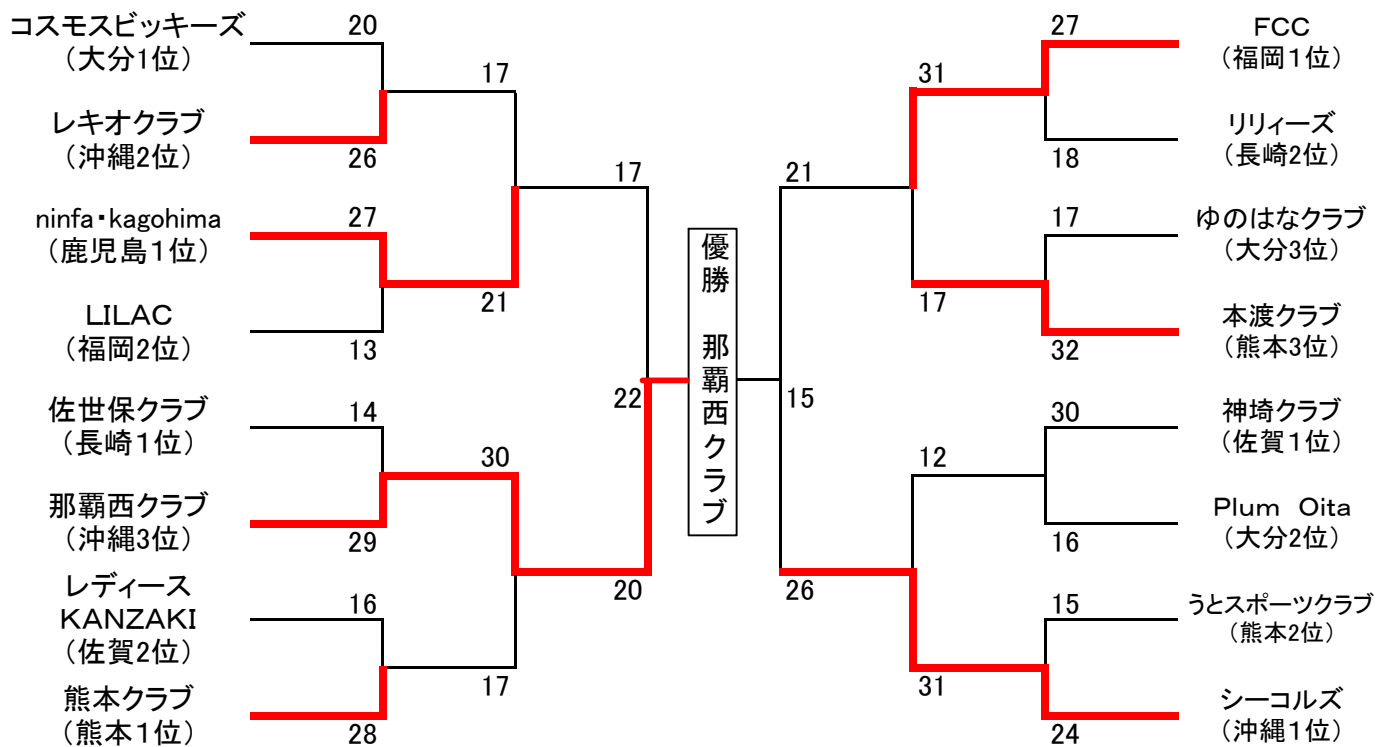 コスモスビッキーズ
（大分1位）
20
レキオクラブ
（沖縄2位）
26
17
ninfa・kagohima
（鹿児島１位）
27
LILAC
（福岡2位）
13
21
17
佐世保クラブ
（長崎１位）
14
那覇西クラブ
（沖縄3位）
29
30
レディース
KANZAKI
（佐賀2位）
16
熊本クラブ
（熊本１位）
28
17
20
22
優勝　那覇西クラブ
15
21
26
31
27
FCC
（福岡１位）
18
リリィーズ
（長崎2位）
17
17
ゆのはなクラブ
（大分3位）
32
本渡クラブ
（熊本3位）
12
30
神埼クラブ
（佐賀１位）
16
Plum　Oita
（大分2位）
31
15
うとスポーツクラブ
（熊本2位）
24
シーコルズ
（沖縄１位）